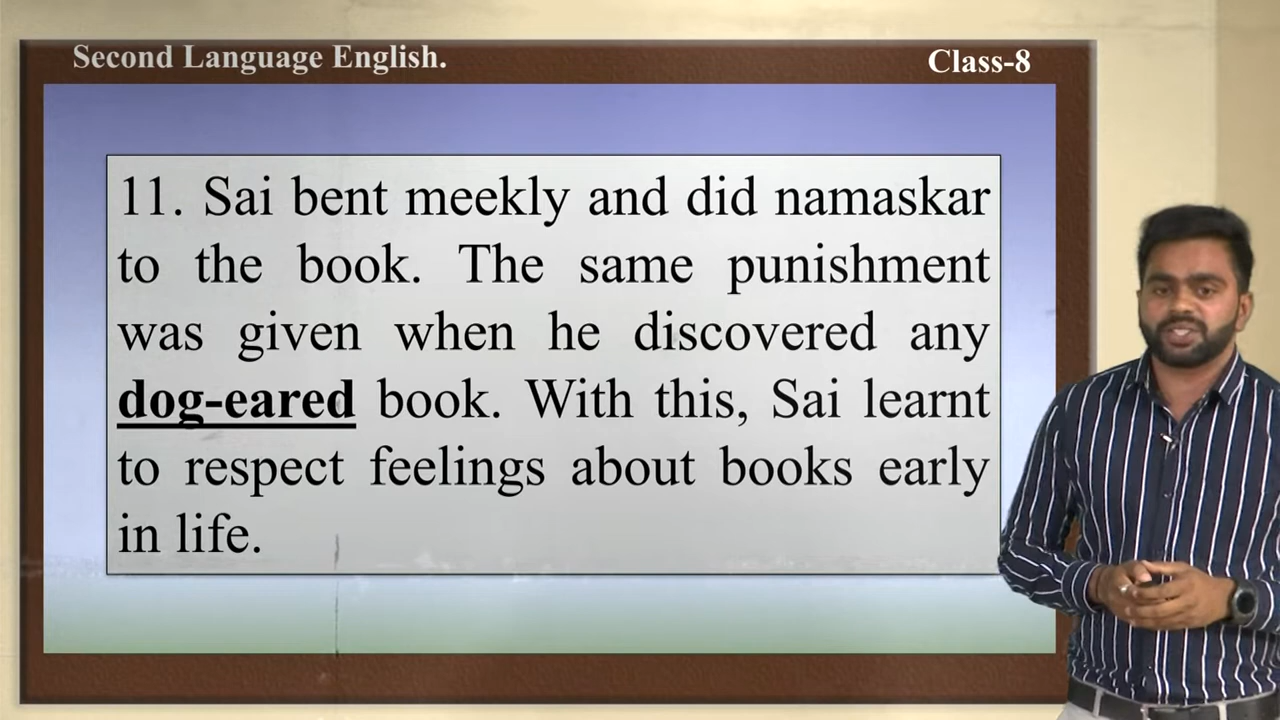 Second Language English.
Class-8
11. Sai bent meekly and did namaskar
to the book. The same punishment
was given when he discovered any
dog-eared book. With this, Sai learnt
to respect feelings about books early
in life.